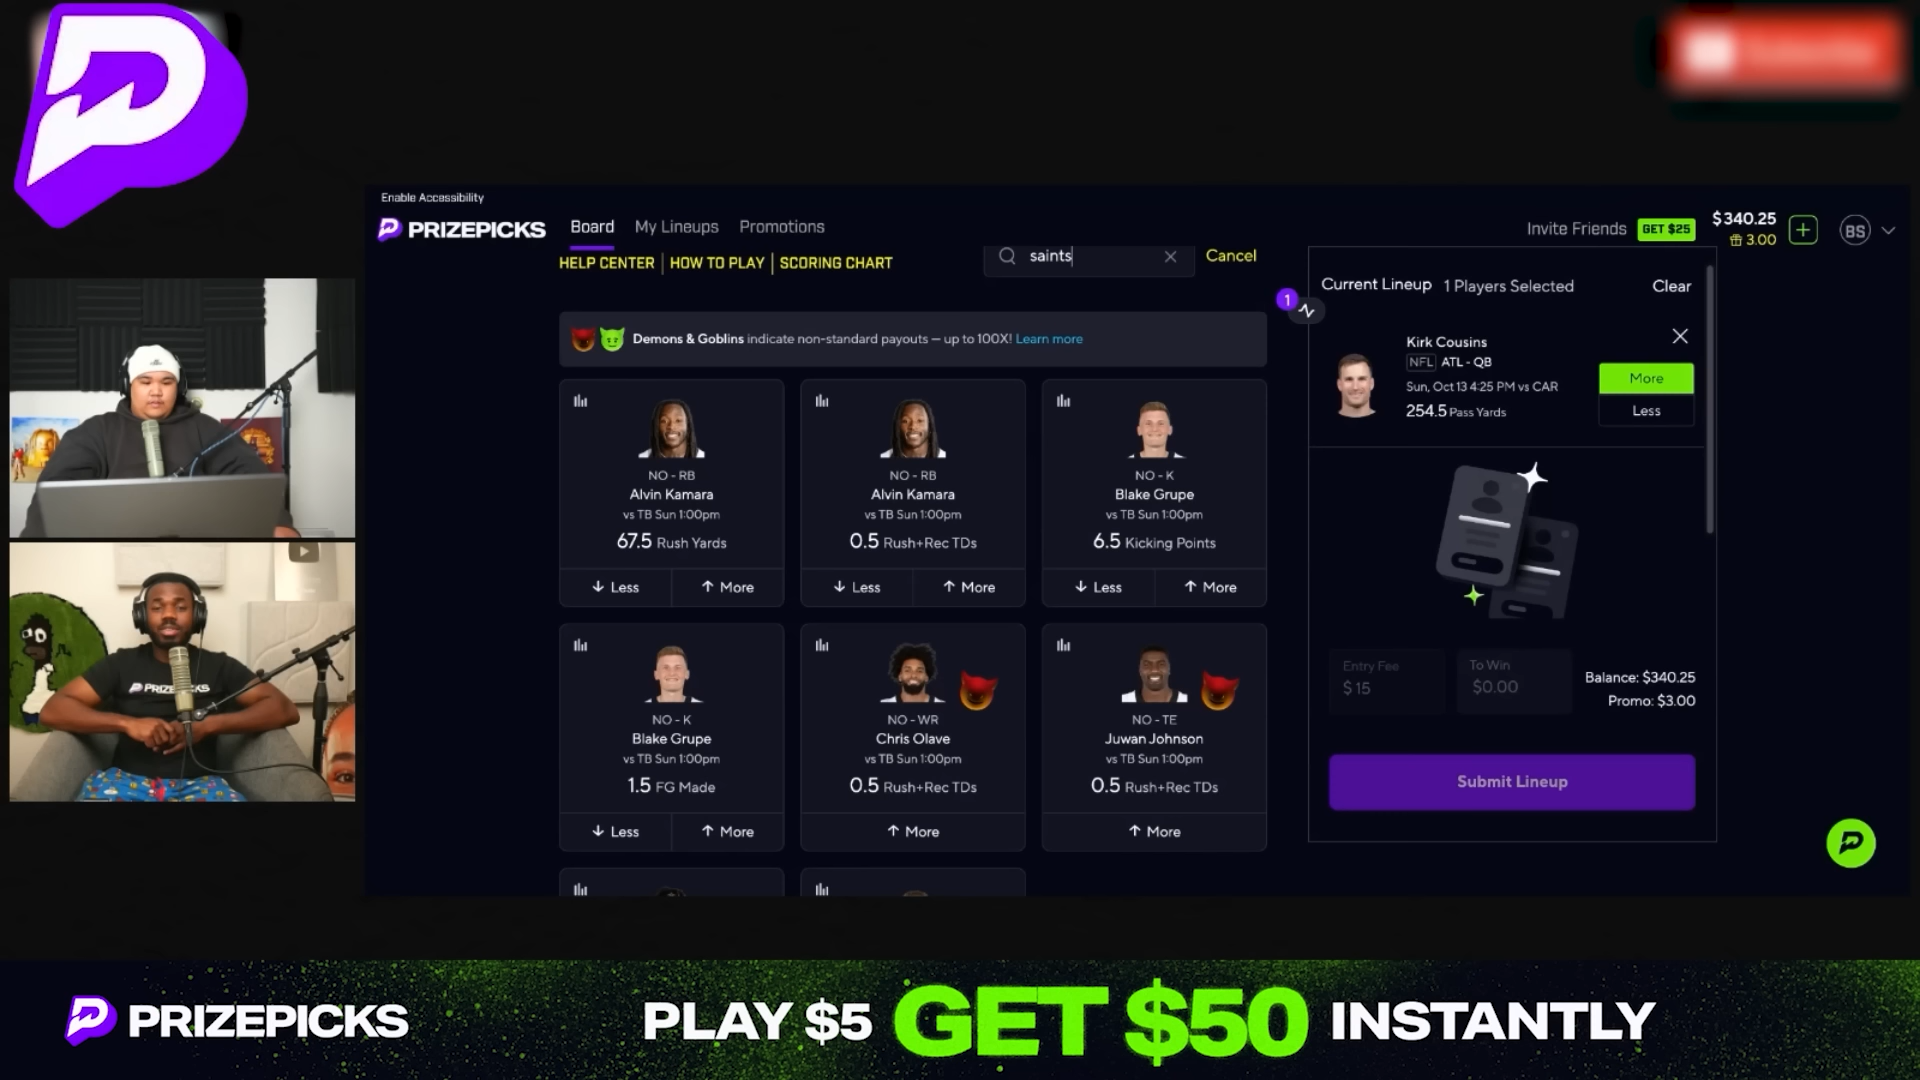 Enable Accessibility
PRIZEPICKS
Board
My Lineups
Promotions
Invite Friends
GET $25
$340.25
3.00
BS
HELP CENTER
HOW TO PLAY
SCORING CHART
saints
Cancel
Demons & Goblins indicate non-standard payouts – up to 100X! Learn more
NO - RB
Alvin Kamara
vs TB Sun 1:00pm
67.5 Rush Yards
Less
More
NO - RB
Alvin Kamara
vs TB Sun 1:00pm
0.5 Rush+Rec TDs
Less
More
NO - K
Blake Grupe
vs TB Sun 1:00pm
6.5 Kicking Points
Less
More
NO - K
Blake Grupe
vs TB Sun 1:00pm
1.5 FG Made
Less
More
NO - WR
Chris Olave
vs TB Sun 1:00pm
0.5 Rush+Rec TDs
More
NO - TE
Juwan Johnson
vs TB Sun 1:00pm
0.5 Rush+Rec TDs
More
1
Current Lineup
1 Players Selected
Clear
Kirk Cousins
NFL ATL - QB
Sun, Oct 13 4:25 PM vs CAR
254.5 Pass Yards
More
Less
Entry Fee
$ 15
To Win
$0.00
Balance: $340.25
Promo: $3.00
Submit Lineup
PRIZEPICKS
PRIZEPICKS
PLAY $5 GET $50 INSTANTLY